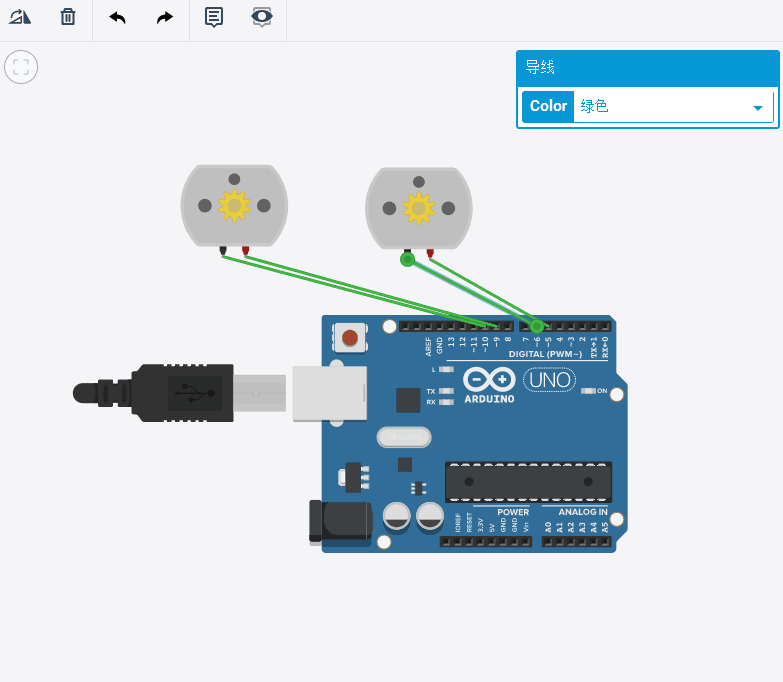 导线
Color 绿色
AREF
GND
13
12
~11
~10
~9
8
7
~6
~5
4
~3
2
TX→1
RX←0
DIGITAL (PWM~)
L
TX
RX
ARDUINO
UNO
ON
POWER
ANALOG IN
IOREF
RESET
3.3V
5V
GND
GND
Vin
A0
A1
A2
A3
A4
A5